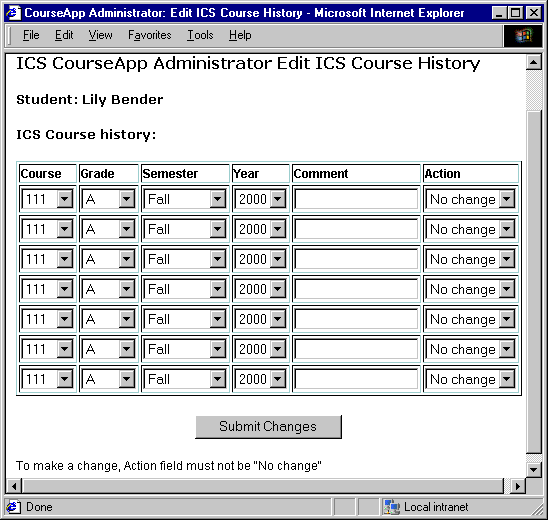 CourseApp Administrator: Edit ICS Course History - Microsoft Internet Explorer
File Edit View Favorites Tools Help
ICS CourseApp Administrator Edit ICS Course History
Student: Lily Bender
ICS Course history:
Course Grade Semester Year Comment Action
111 A Fall 2000 No change
111 A Fall 2000 No change
111 A Fall 2000 No change
111 A Fall 2000 No change
111 A Fall 2000 No change
111 A Fall 2000 No change
111 A Fall 2000 No change
Submit Changes
To make a change, Action field must not be "No change"
Done Local intranet